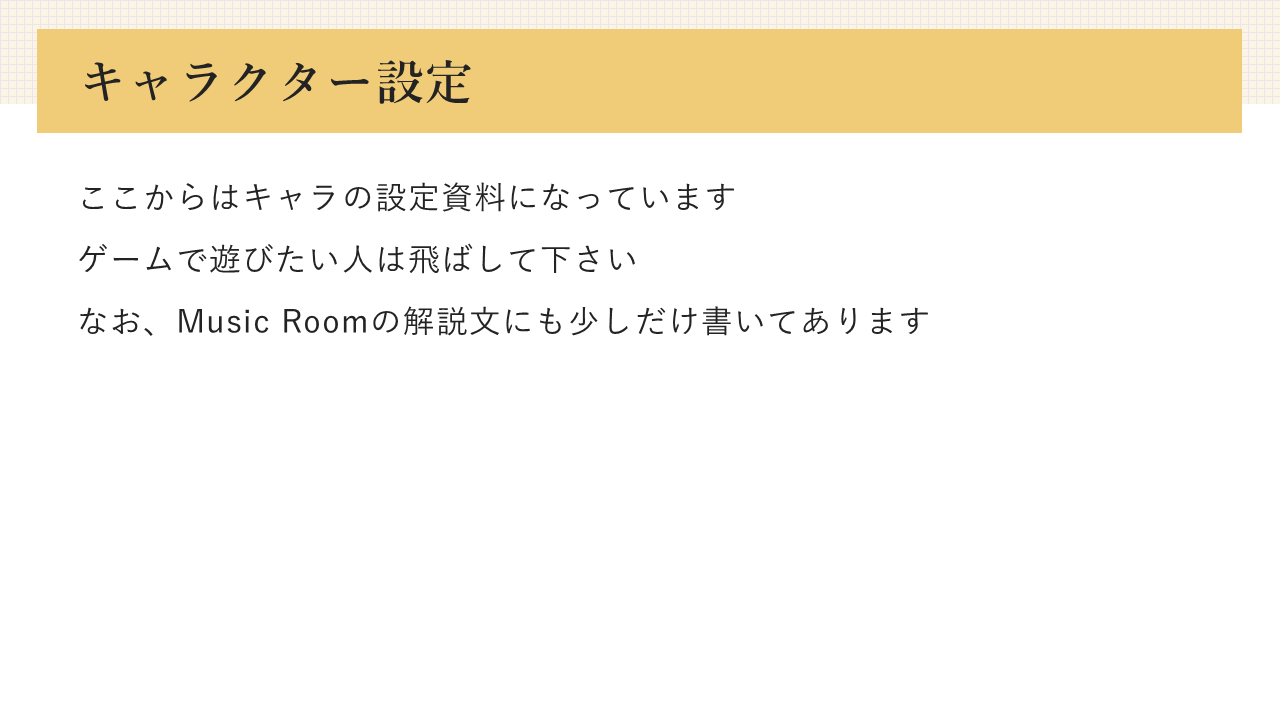 キャラクター設定
ここからはキャラの設定資料になっています
ゲームで遊びたい人は飛ばして下さい
なお、Music Roomの解説文にも少しだけ書いてあります